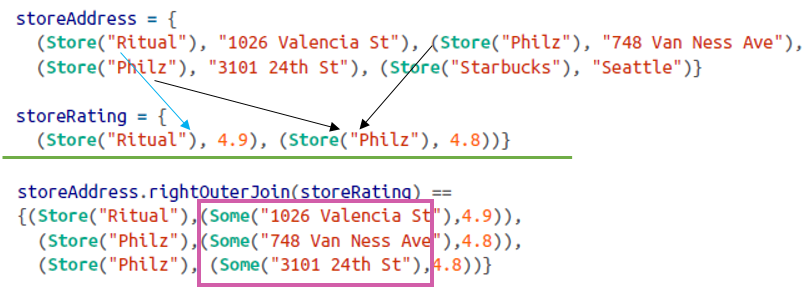 storeAddress = {
(Store("Ritual"), "1026 Valencia St"), (Store("Philz"), "748 Van Ness Ave"),
(Store("Philz"), "3101 24th St"), (Store("Starbucks"), "Seattle")}
storeRating = {
(Store("Ritual"), 4.9), (Store("Philz"), 4.8))}
storeAddress.rightOuterJoin(storeRating) ==
{(Store("Ritual"),(Some("1026 Valencia St"),4.9)),
(Store("Philz"),(Some("748 Van Ness Ave"),4.8)),
(Store("Philz"), (Some("3101 24th St"),4.8))}